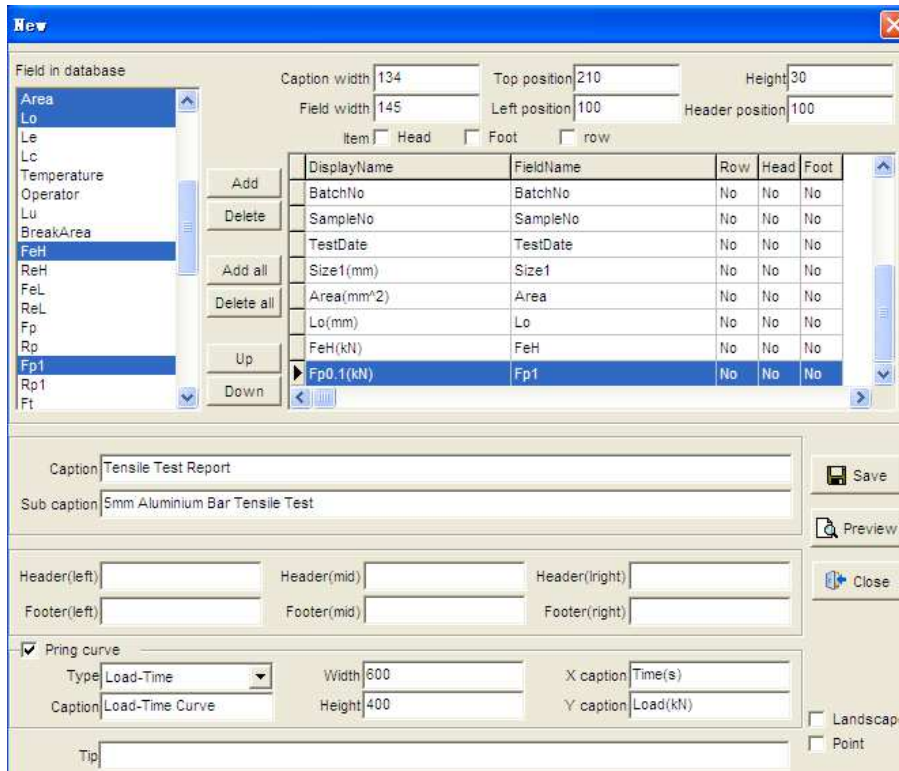 New
Field in database
Caption width 134 Top position 210 Height 30
Field width 145 Left position 100 Header position 100
Item Head Foot row
Area
Lo
Le
Lc
Temperature
Operator
Lu
BreakArea
FeH
ReH
FeL
ReL
Fp
Rp
Fp1
Rp1
Ft
Add
Delete
Add all
Delete all
Up
Down
DisplayName FieldName Row Head Foot
BatchNo BatchNo No No No
SampleNo SampleNo No No No
TestDate TestDate No No No
Size1(mm) Size1 No No No
Area(mm^2) Area No No No
Lo(mm) Lo No No No
FeH(kN) FeH No No No
Fp0.1(kN) Fp1 No No No
Caption Tensile Test Report
Sub caption 5mm Aluminium Bar Tensile Test
Save
Preview
Close
Header(left) Header(mid) Header(lright)
Footer(left) Footer(mid) Footer(right)
Pring curve
Type Load-Time Width 600 X caption Time(s)
Caption Load-Time Curve Height 400 Y caption Load(kN)
Landscap
Point
Tip